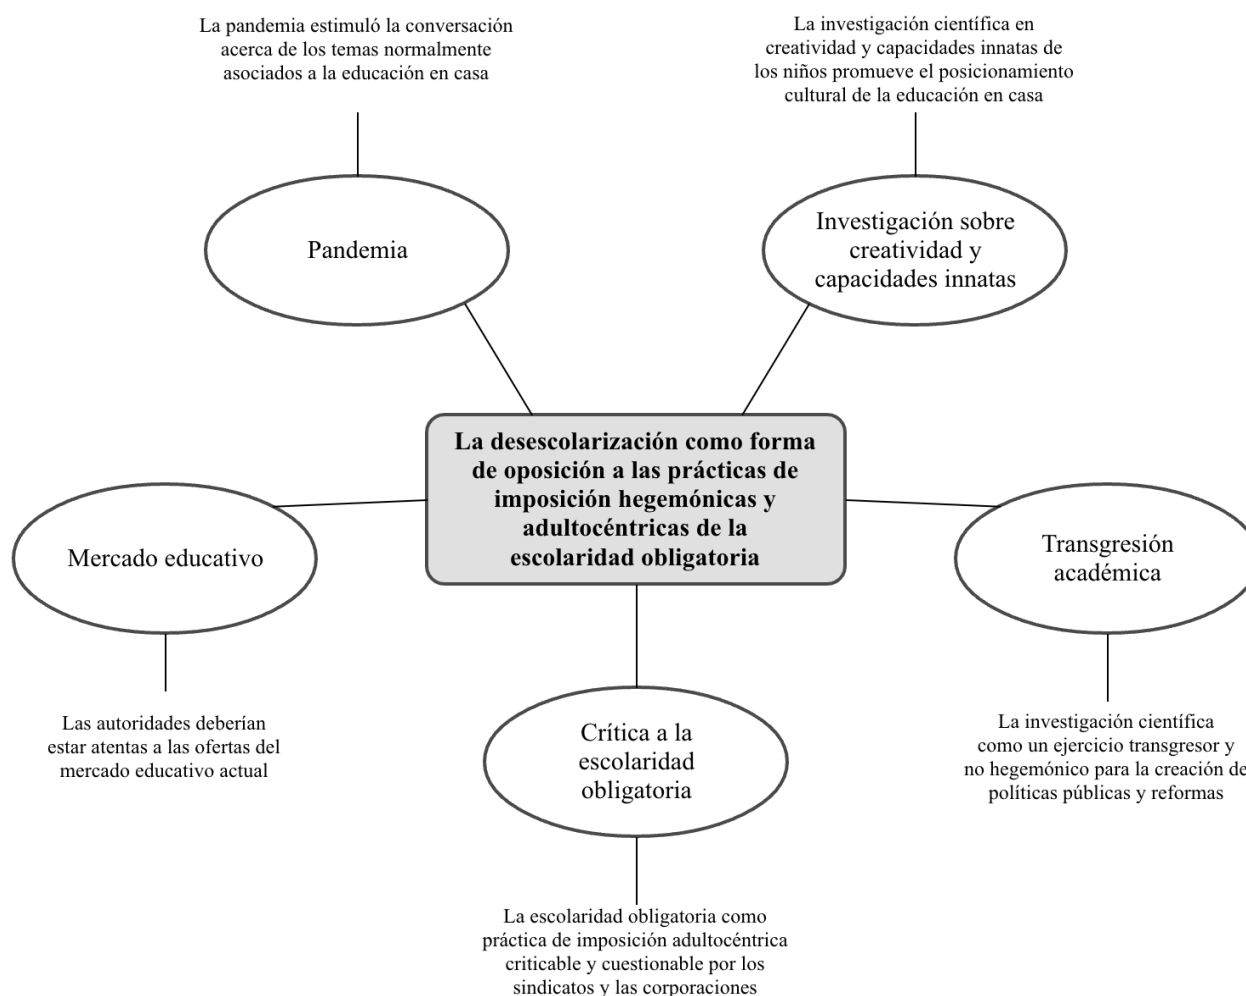 La pandemia estimuló la conversación
acerca de los temas normalmente
asociados a la educación en casa
La investigación científica en
creatividad y capacidades innatas de
los niños promueve el posicionamiento
cultural de la educación en casa
Pandemia
Investigación sobre
creatividad y
capacidades innatas
La desescolarización como forma
de oposición a las prácticas de
imposición hegemónicas y
adultocéntricas de la
escolaridad obligatoria
Mercado educativo
Transgresión
académica
Las autoridades deberían
estar atentas a las ofertas del
mercado educativo actual
Crítica a la
escolaridad
obligatoria
La investigación científica
como un ejercicio transgresor y
no hegemónico para la creación de
políticas públicas y reformas
La escolaridad obligatoria como
práctica de imposición adultocéntrica
criticable y cuestionable por los
sindicatos y las corporaciones